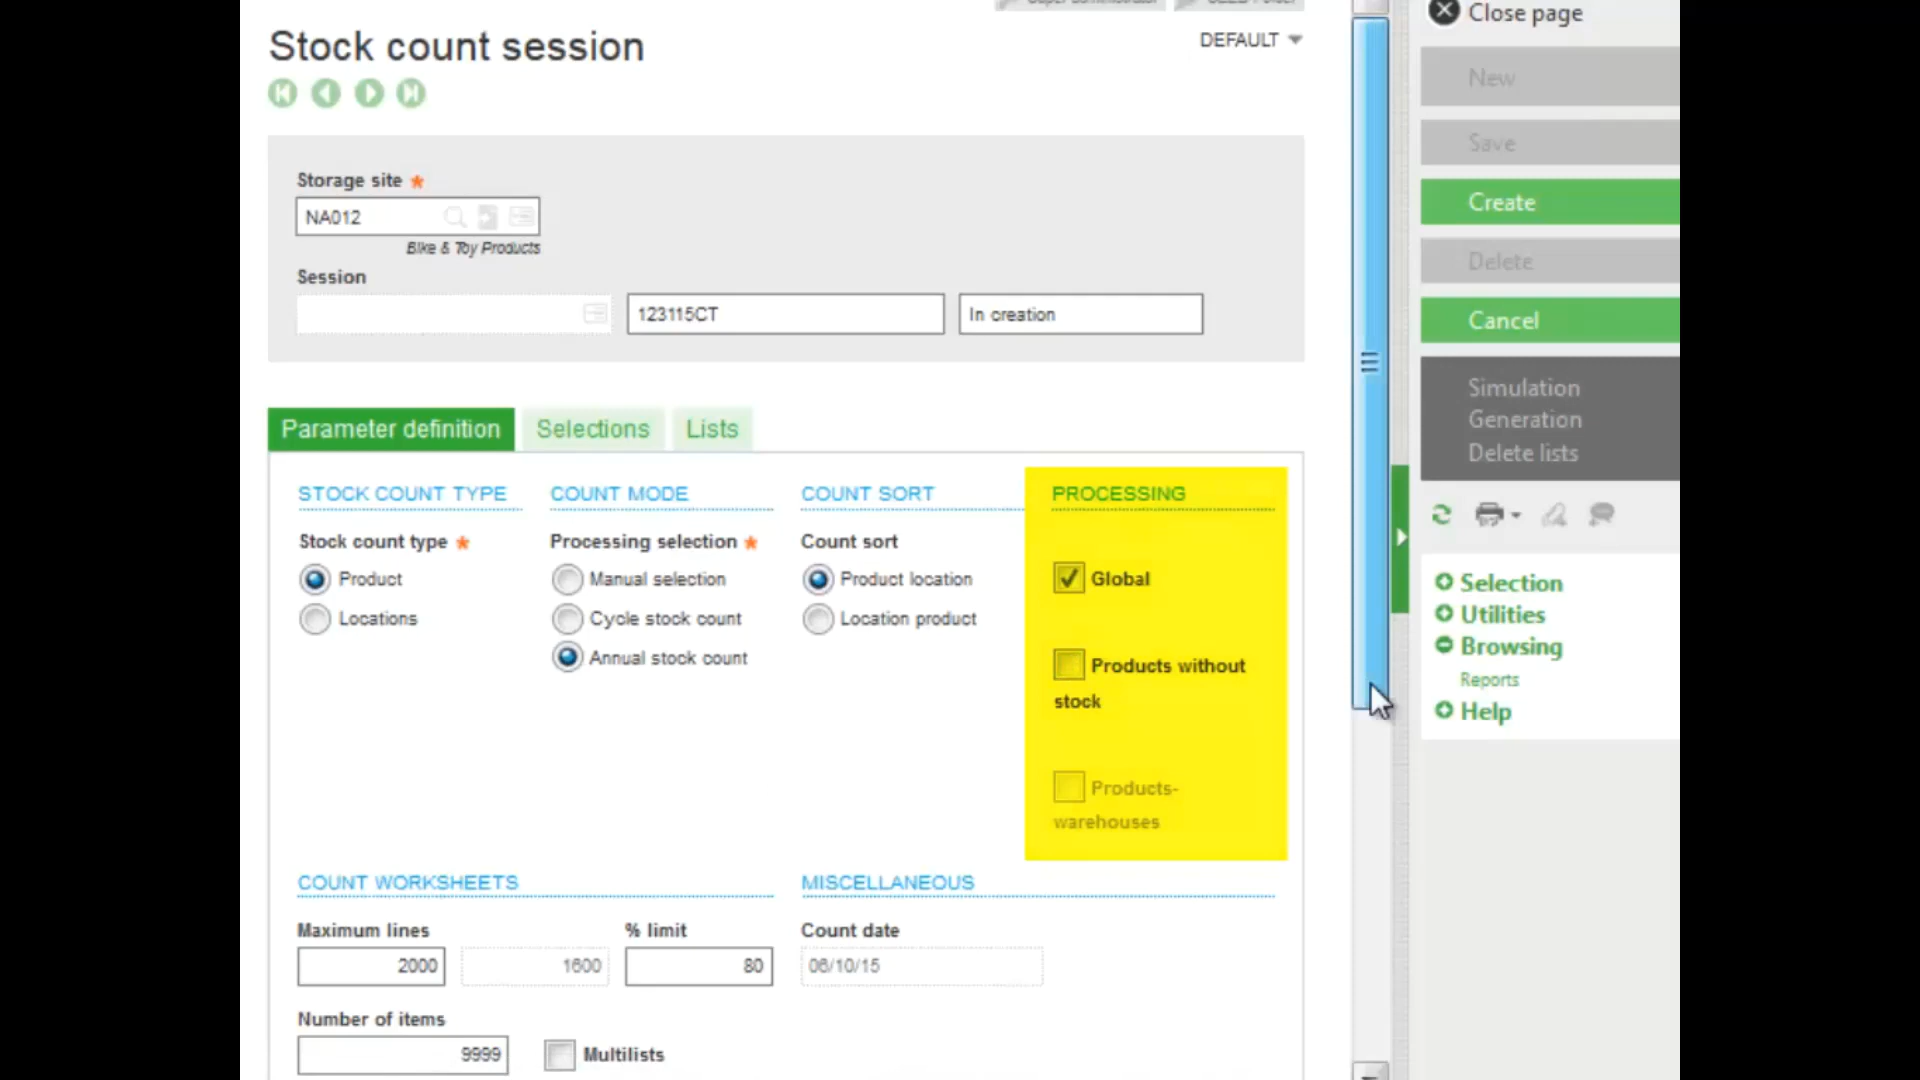 Close page
Stock count session
DEFAULT
New
Save
Storage site *
Create
NA012
Bike & Toy Products
Delete
Session
123115CT
In creation
Cancel
Simulation
Generation
Delete lists
Parameter definition
Selections
Lists
STOCK COUNT TYPE
COUNT MODE
COUNT SORT
PROCESSING
Stock count type *
Processing selection *
Count sort
Product
Manual selection
Product location
Global
Locations
Cycle stock count
Location product
Annual stock count
Products without
stock
Products-
warehouses
Selection
Utilities
Browsing
Reports
Help
COUNT WORKSHEETS
MISCELLANEOUS
Maximum lines
% limit
Count date
2000
1600
80
06/10/15
Number of items
9999
Multilists